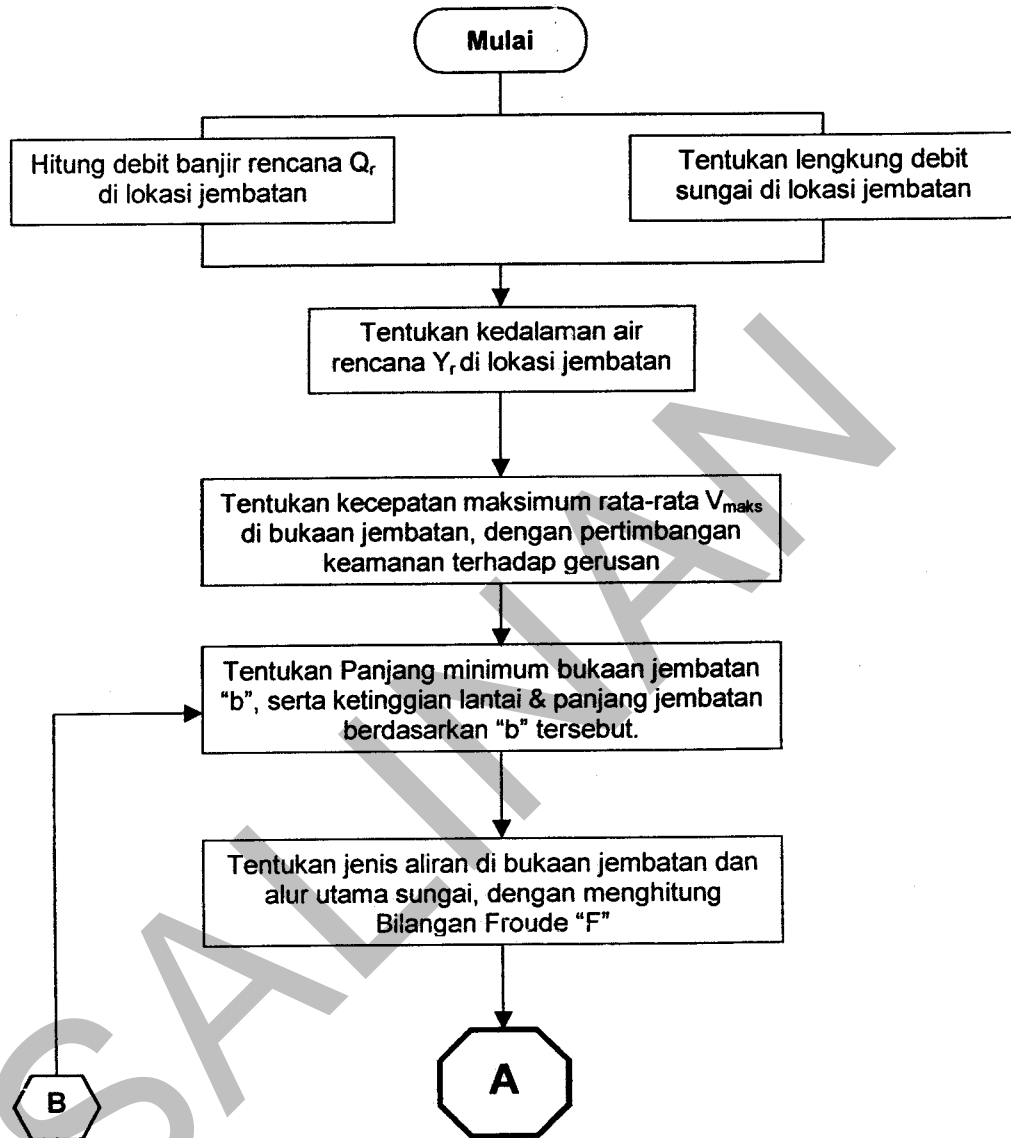 Mulai
Hitung debit banjir rencana Qr
di lokasi jembatan
Tentukan lengkung debit
sungai di lokasi jembatan
Tentukan kedalaman air
rencana Yr di lokasi jembatan
Tentukan kecepatan maksimum rata-rata Vmaks
di bukaan jembatan, dengan pertimbangan
keamanan terhadap gerusan
Tentukan Panjang minimum bukaan jembatan
“b”, serta ketinggian lantai & panjang jembatan
berdasarkan “b” tersebut.
Tentukan jenis aliran di bukaan jembatan dan
alur utama sungai, dengan menghitung
Bilangan Froude “F”
A
B
SALINAN